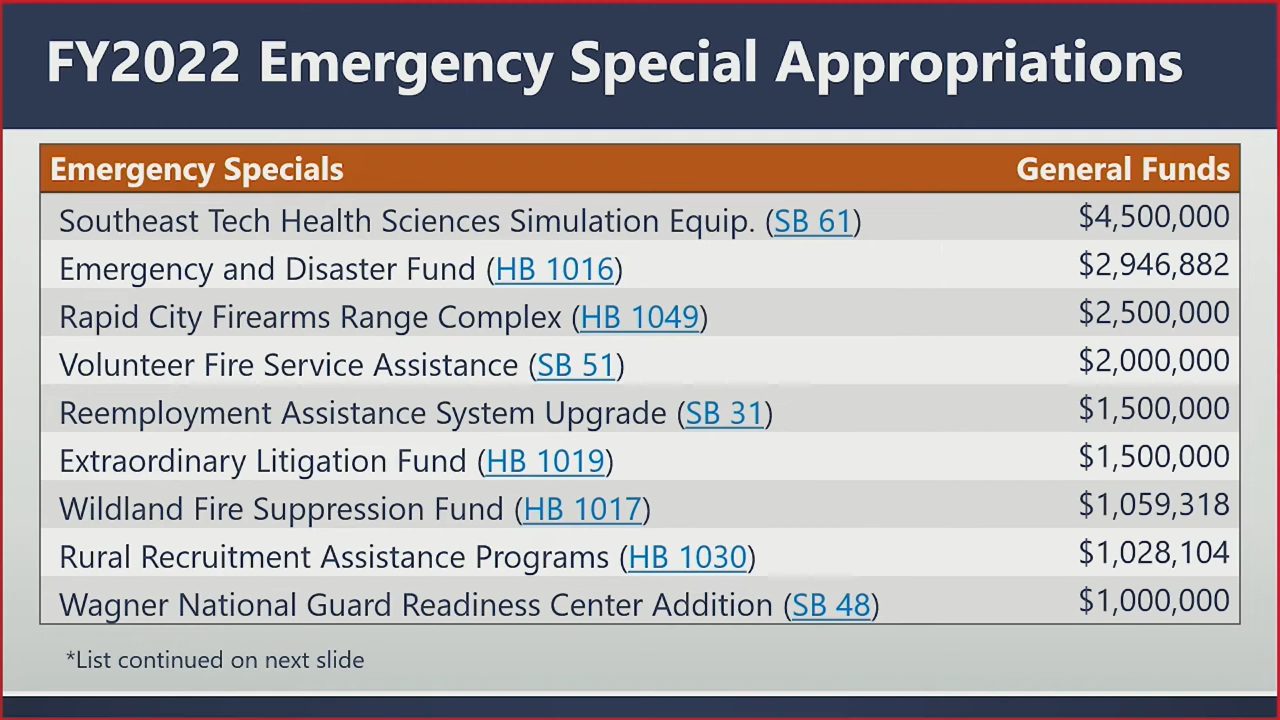 FY2022 Emergency Special Appropriations
Emergency Specials General Funds
Southeast Tech Health Sciences Simulation Equip. (SB 61) $4,500,000
Emergency and Disaster Fund (HB 1016) $2,946,882
Rapid City Firearms Range Complex (HB 1049) $2,500,000
Volunteer Fire Service Assistance (SB 51) $2,000,000
Reemployment Assistance System Upgrade (SB 31) $1,500,000
Extraordinary Litigation Fund (HB 1019) $1,500,000
Wildland Fire Suppression Fund (HB 1017) $1,059,318
Rural Recruitment Assistance Programs (HB 1030) $1,028,104
Wagner National Guard Readiness Center Addition (SB 48) $1,000,000
*List continued on next slide